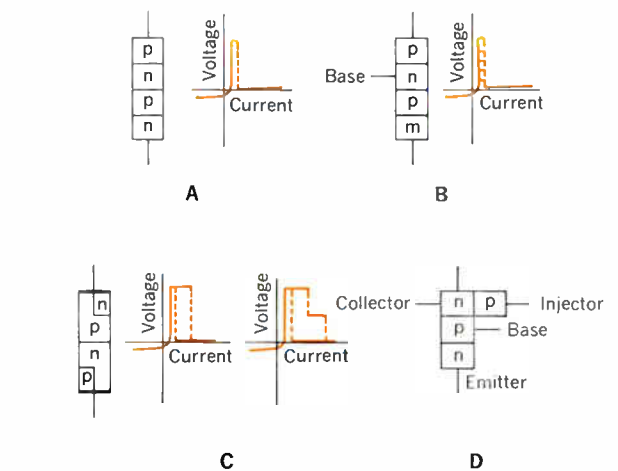 p
n
p
n
Voltage
Current
A
Base
p
n
p
m
Voltage
Current
B
n
p
n
p
Voltage
Current
Voltage
Current
C
Collector
n
p
Injector
p
Base
n
Emitter
D